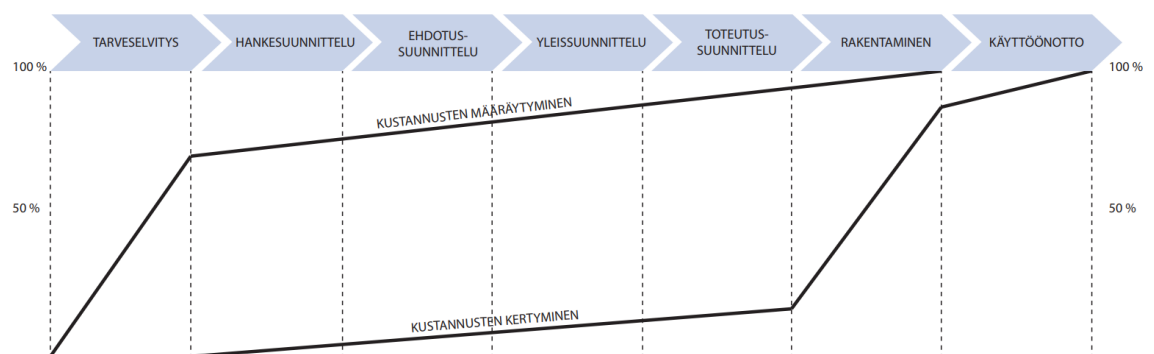 TARVESELVITYS
HANKESUUNNITTELU
EHDOTUS-
SUUNNITTELU
YLEISSUUNNITTELU
TOTEUTUS-
SUUNNITTELU
RAKENTAMINEN
KÄYTTÖÖNOTTO
100 %
100 %
KUSTANNUSTEN MÄÄRÄYTYMINEN
50 %
50 %
KUSTANNUSTEN KERTYMINEN